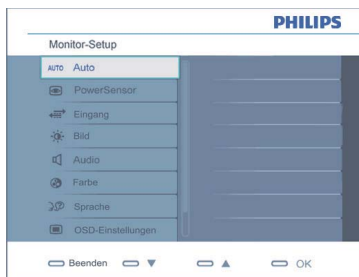 PHILIPS
Monitor-Setup
AUTO Auto
PowerSensor
Eingang
Bild
Audio
Farbe
Sprache
OSD-Einstellungen
Beenden ▼ ▲ OK